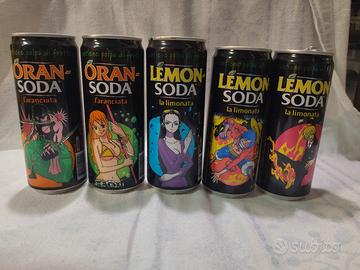 ORAN-
SODA
l'aranciata
ORAN-
SODA
l'aranciata
LEMON-
SODA
la limonata
LEMON
SODA
la limonata
LEMON
SODA
la limonata
Subito